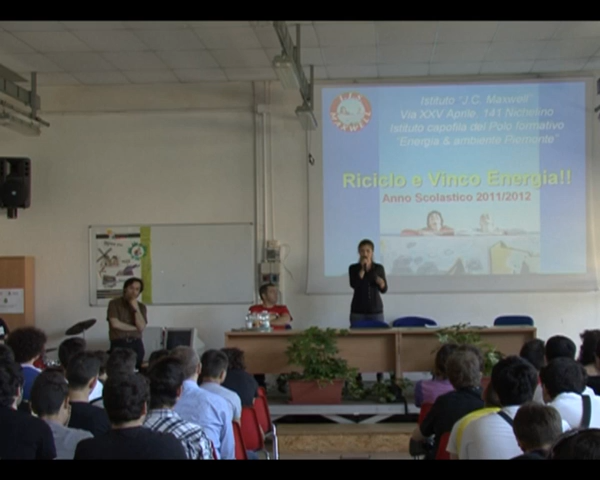 Istituto "J.C. Maxwell"
Via XXV Aprile, 141 Nichelino
Istituto capofila del Polo formativo
"Energia & ambiente Piemonte"
Riciclo e Vinco Energia!!
Anno Scolastico 2011/2012
MAXWELL